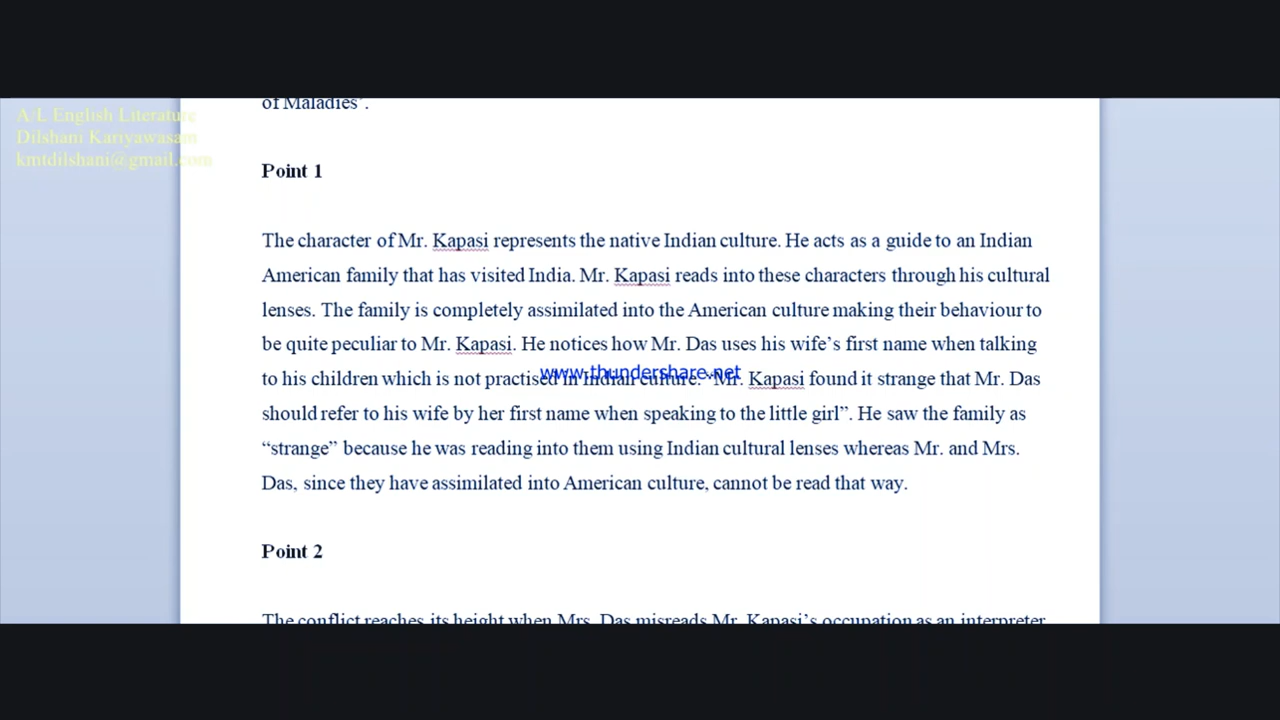 of Maladies’.
A/L English Literature
Dilshani Kariyawasam
kmtdilshani@gmail.com
Point 1
The character of Mr. Kapasi represents the native Indian culture. He acts as a guide to an Indian
American family that has visited India. Mr. Kapasi reads into these characters through his cultural
lenses. The family is completely assimilated into the American culture making their behaviour to
be quite peculiar to Mr. Kapasi. He notices how Mr. Das uses his wife’s first name when talking
www.thundershare.net
to his children which is not practised in Indian culture. “Mr. Kapasi found it strange that Mr. Das
should refer to his wife by her first name when speaking to the little girl”. He saw the family as
“strange” because he was reading into them using Indian cultural lenses whereas Mr. and Mrs.
Das, since they have assimilated into American culture, cannot be read that way.
Point 2
The conflict reaches its height when Mrs. Das misreads Mr. Kapasi’s occupation as an interpreter